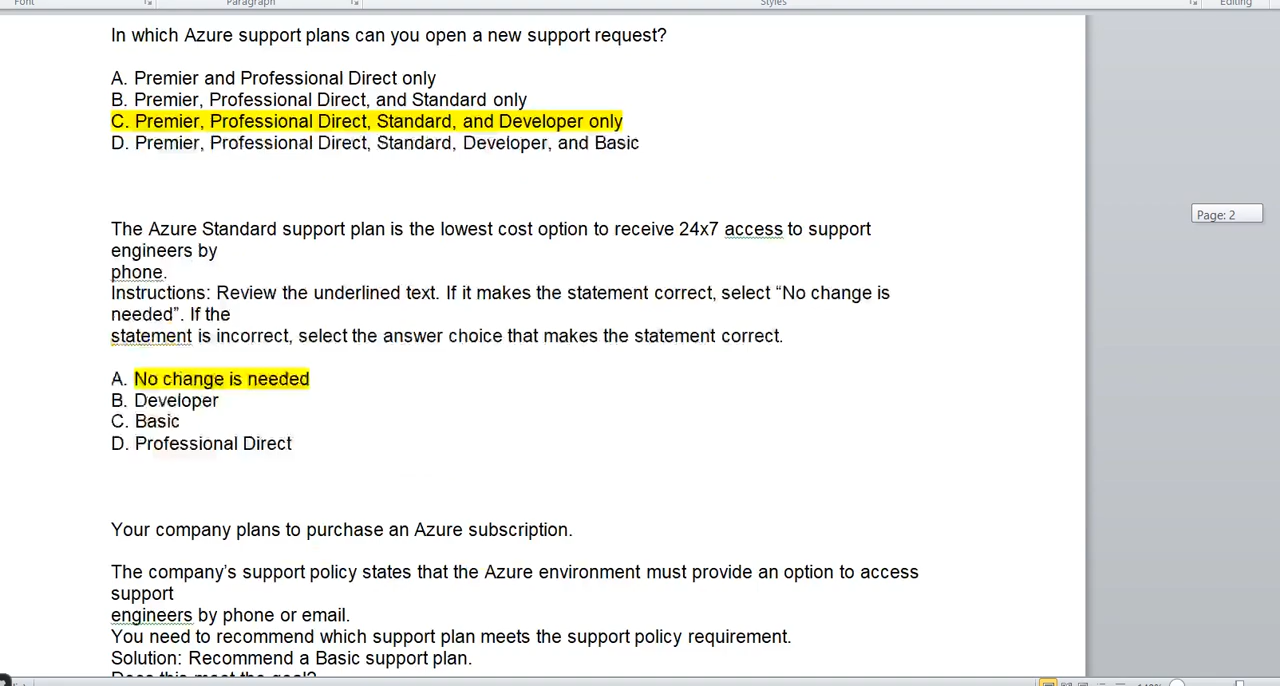 Font
Paragraph
Styles
Editing
In which Azure support plans can you open a new support request?
A. Premier and Professional Direct only
B. Premier, Professional Direct, and Standard only
C. Premier, Professional Direct, Standard, and Developer only
D. Premier, Professional Direct, Standard, Developer, and Basic
Page: 2
The Azure Standard support plan is the lowest cost option to receive 24x7 access to support
engineers by
phone.
Instructions: Review the underlined text. If it makes the statement correct, select “No change is
needed”. If the
statement is incorrect, select the answer choice that makes the statement correct.
A. No change is needed
B. Developer
C. Basic
D. Professional Direct
Your company plans to purchase an Azure subscription.
The company’s support policy states that the Azure environment must provide an option to access
support
engineers by phone or email.
You need to recommend which support plan meets the support policy requirement.
Solution: Recommend a Basic support plan.
Does this meet the goal?